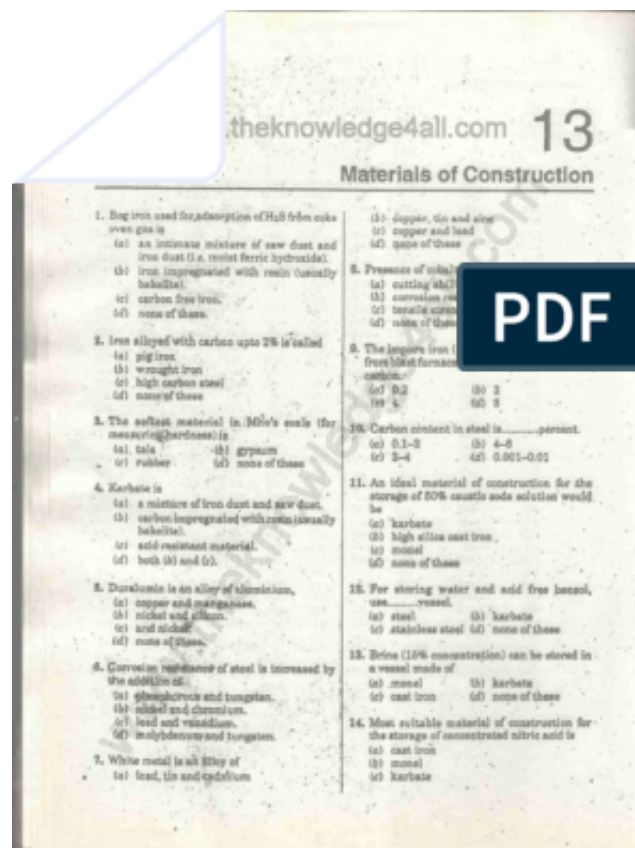 .theknowledge4all.com 13
Materials of Construction
1. Bog iron used for adsorption of H2S from coke
oven gas is
(a) an intimate mixture of saw dust and
iron dust (i.e. moist ferric hydroxide).
(b) iron impregnated with resin (usually
bakelite).
(c) carbon free iron.
(d) none of these.
2. Iron alloyed with carbon upto 2% is called
(a) pig iron
(b) wrought iron
(c) high carbon steel
(d) none of these
3. The softest material in Mho's scale (for
measuring hardness) is
(a) talc (b) gypsum
(c) rubber (d) none of these
4. Karbate is
(a) a mixture of iron dust and saw dust.
(b) carbon impregnated with resin (usually
bakelite).
(c) acid resistant material.
(d) both (b) and (c).
5. Duralumin is an alloy of aluminium,
(a) copper and manganese.
(b) nickel and silicon.
(c) and nickel.
(d) none of these.
6. Corrosion resistance of steel is increased by
the addition of
(a) phosphorous and tungsten.
(b) nickel and chromium.
(c) lead and vanadium.
(d) molybdenum and tungsten.
7. White metal is an alloy of
(a) lead, tin and cadmium
(b) copper, tin and zinc
(c) copper and lead
(d) none of these
8. Presence of cobalt
(a) cutting
(b) corrosion
(c) tensile
(d) none of these
PDF
9. The impure iron
from blast furnace
carbon.
(a) 0.2 (b) 2
(c) 4 (d) 8
10. Carbon content in steel is.........percent.
(a) 0.1–2 (b) 4–6
(c) 2–4 (d) 0.001–0.01
11. An ideal material of construction for the
storage of 50% caustic soda solution would
be
(a) karbate
(b) high silica cast iron
(c) monel
(d) none of these
12. For storing water and acid free benzol,
use.........vessel.
(a) steel (b) karbate
(c) stainless steel (d) none of these
13. Brine (15% concentration) can be stored in
a vessel made of
(a) monel (b) karbate
(c) cast iron (d) none of these
14. Most suitable material of construction for
the storage of concentrated nitric acid is
(a) cast iron
(b) monel
(c) karbate